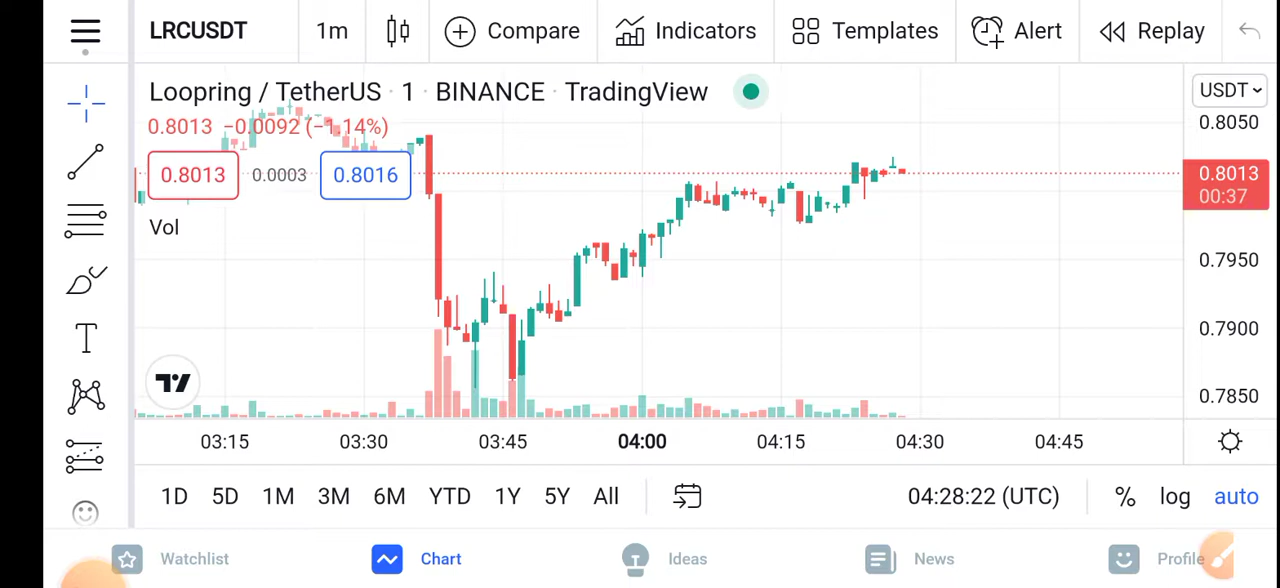 LRCUSDT 1m Compare Indicators Templates Alert Replay
Loopring / TetherUS · 1 · BINANCE · TradingView
USDT
0.8013 −0.0092 (−1.14%)
0.8013 0.0003 0.8016
Vol
0.8050
0.8013
00:37
0.7950
0.7900
0.7850
03:15 03:30 03:45 04:00 04:15 04:30 04:45
1D 5D 1M 3M 6M YTD 1Y 5Y All 04:28:22 (UTC) % log auto
Watchlist Chart Ideas News Profile